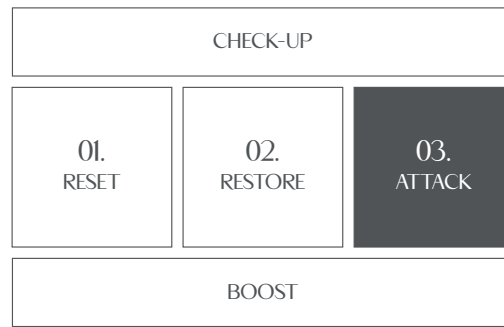 CHECK-UP
01.
RESET
02.
RESTORE
03.
ATTACK
BOOST